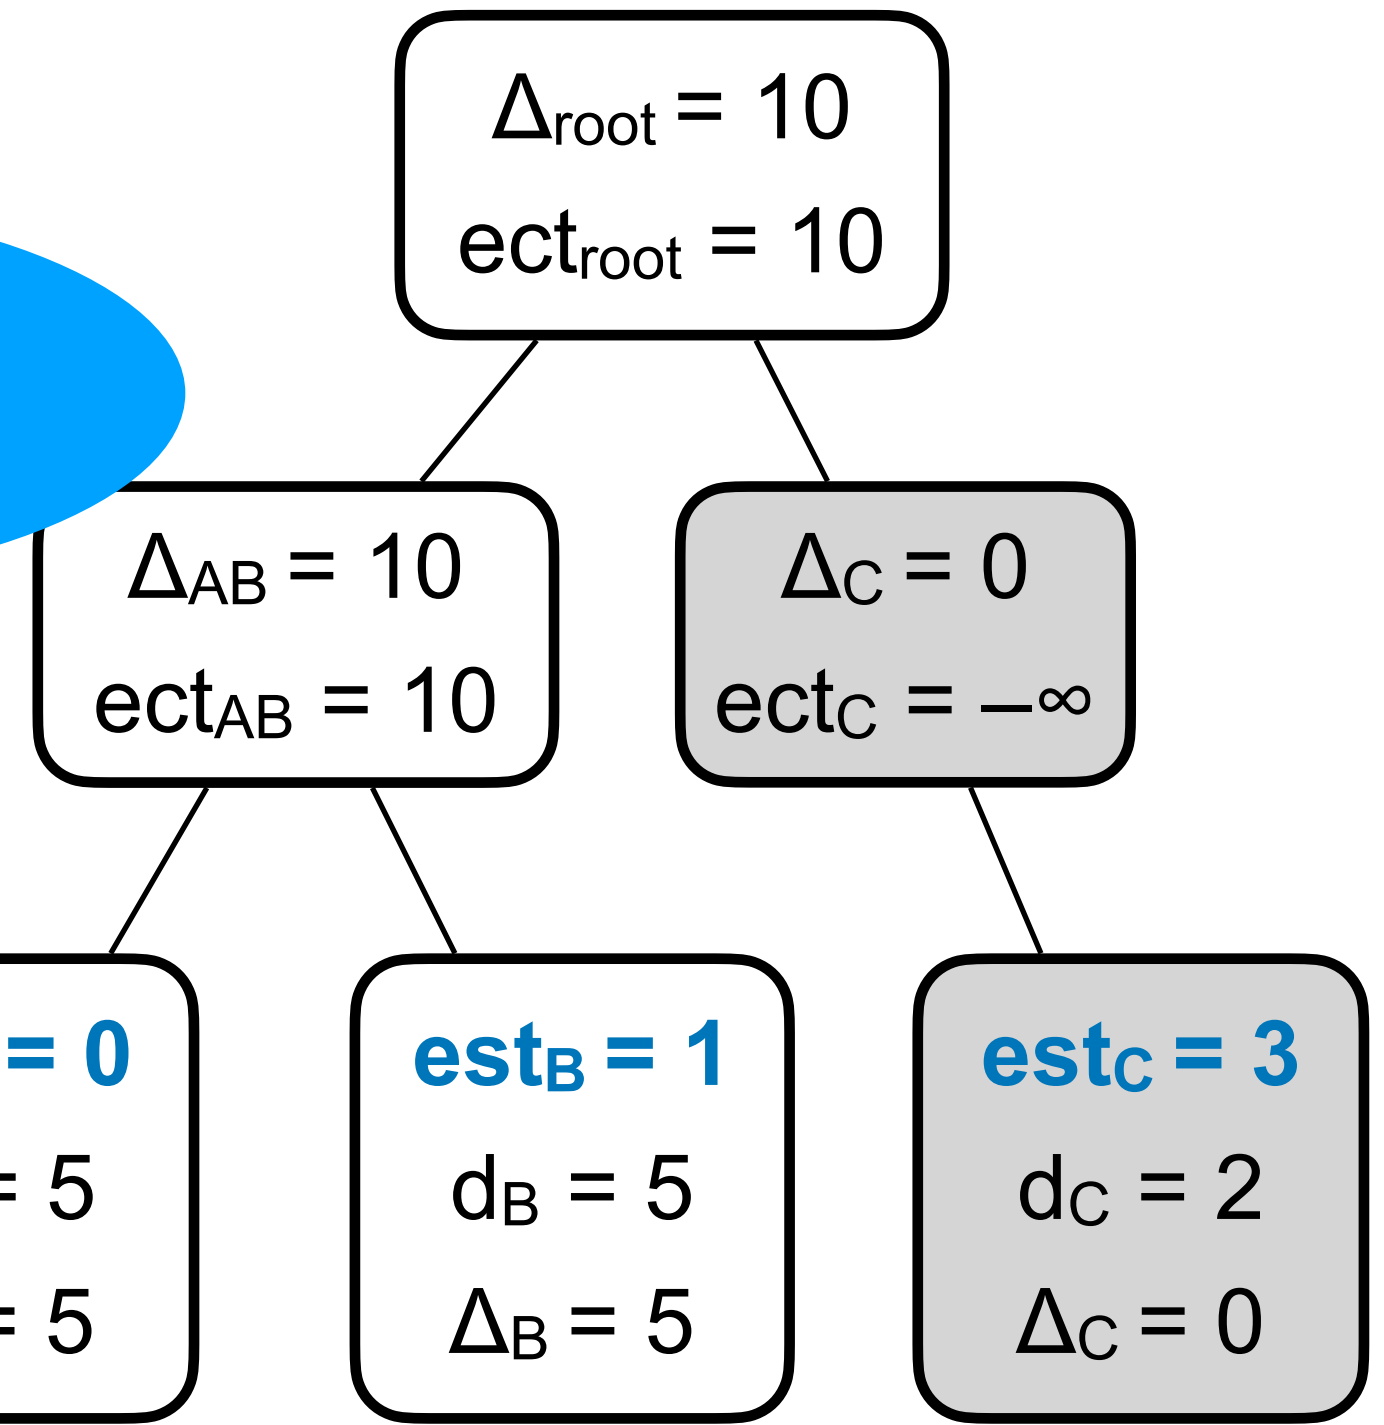 Δroot = 10
ectroot = 10
ΔAB = 10
ectAB = 10
ΔC = 0
ectC = –∞
= 0
= 5
= 5
estB = 1
dB = 5
ΔB = 5
estC = 3
dC = 2
ΔC = 0